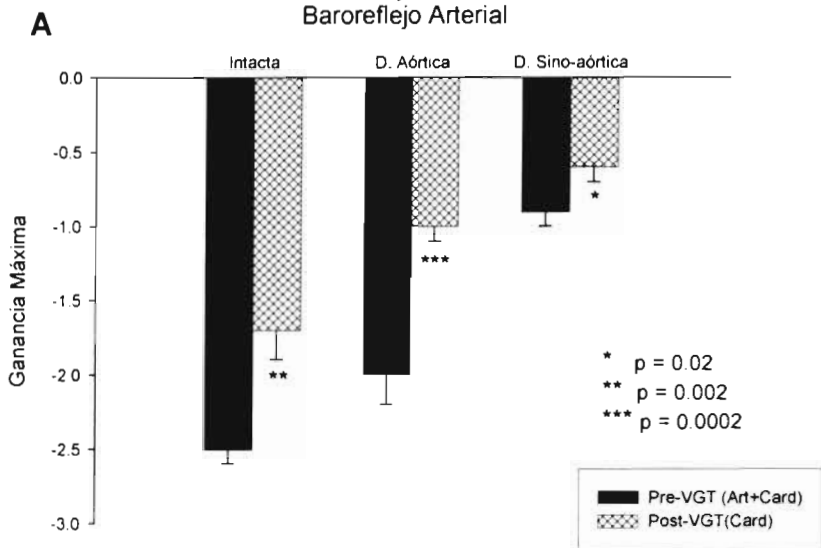 A
Baroreflejo Arterial
Intacta D. Aórtica D. Sino-aórtica
0.0
-0.5
-1.0
-1.5
-2.0
-2.5
-3.0
Ganancia Máxima
**
***
*
* p = 0.02
** p = 0.002
*** p = 0.0002
Pre-VGT (Art+Card)
Post-VGT(Card)